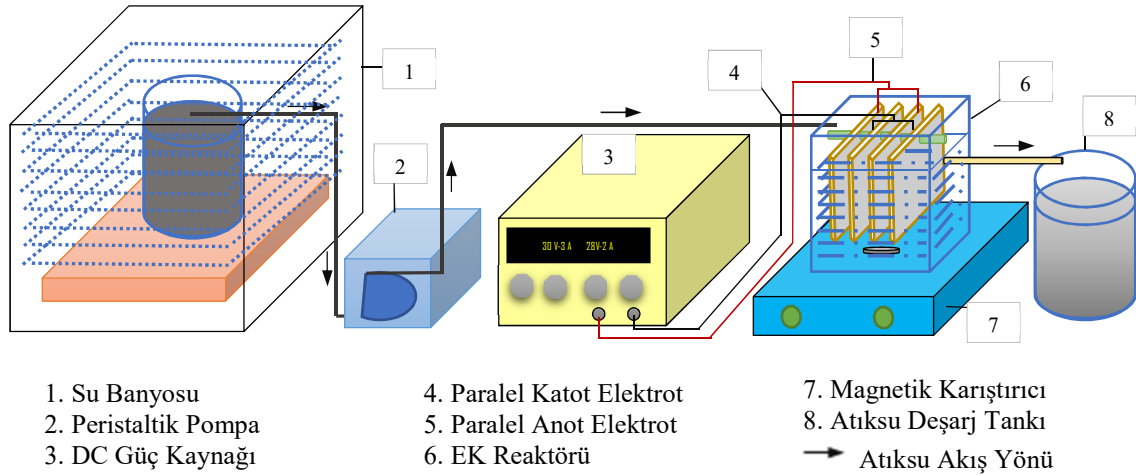 5
4
6
1
8
2
3
30 V-3 A 28V-2 A
7
1. Su Banyosu
2. Peristaltik Pompa
3. DC Güç Kaynağı
4. Paralel Katot Elektrot
5. Paralel Anot Elektrot
6. EK Reaktörü
7. Magnetik Karıştırıcı
8. Atıksu Deşarj Tankı
Atıksu Akış Yönü